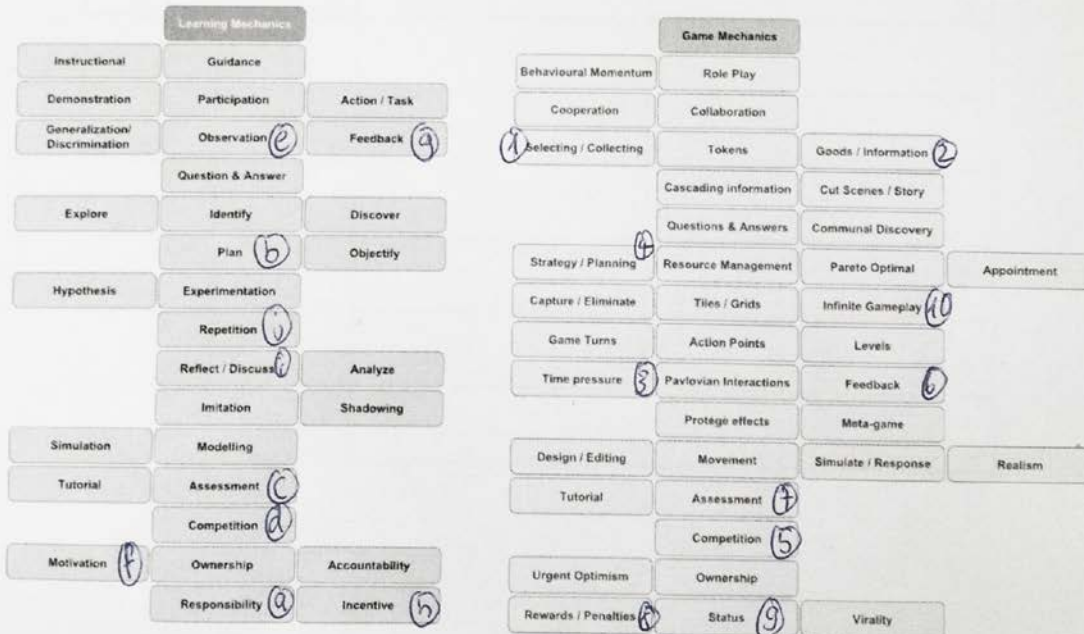 Learning Mechanics
Instructional Guidance
Demonstration Participation Action / Task
Generalization/
Discrimination Observation e Feedback g
Question & Answer
Explore Identify Discover
Plan b Objectify
Hypothesis Experimentation
Repetition j
Reflect / Discuss i Analyze
Imitation Shadowing
Simulation Modelling
Tutorial Assessment c
Competition d
Motivation f Ownership Accountability
Responsibility a Incentive h
Game Mechanics
Behavioural Momentum Role Play
Cooperation Collaboration
1 Selecting / Collecting Tokens Goods / Information 2
Cascading information Cut Scenes / Story
Questions & Answers Communal Discovery
Strategy / Planning 4 Resource Management Pareto Optimal Appointment
Capture / Eliminate Tiles / Grids Infinite Gameplay 10
Game Turns Action Points Levels
Time pressure 3 Pavlovian Interactions Feedback 6
Protégé effects Meta-game
Design / Editing Movement Simulate / Response Realism
Tutorial Assessment 7
Competition 5
Urgent Optimism Ownership
Rewards / Penalties 8 Status 9 Virality